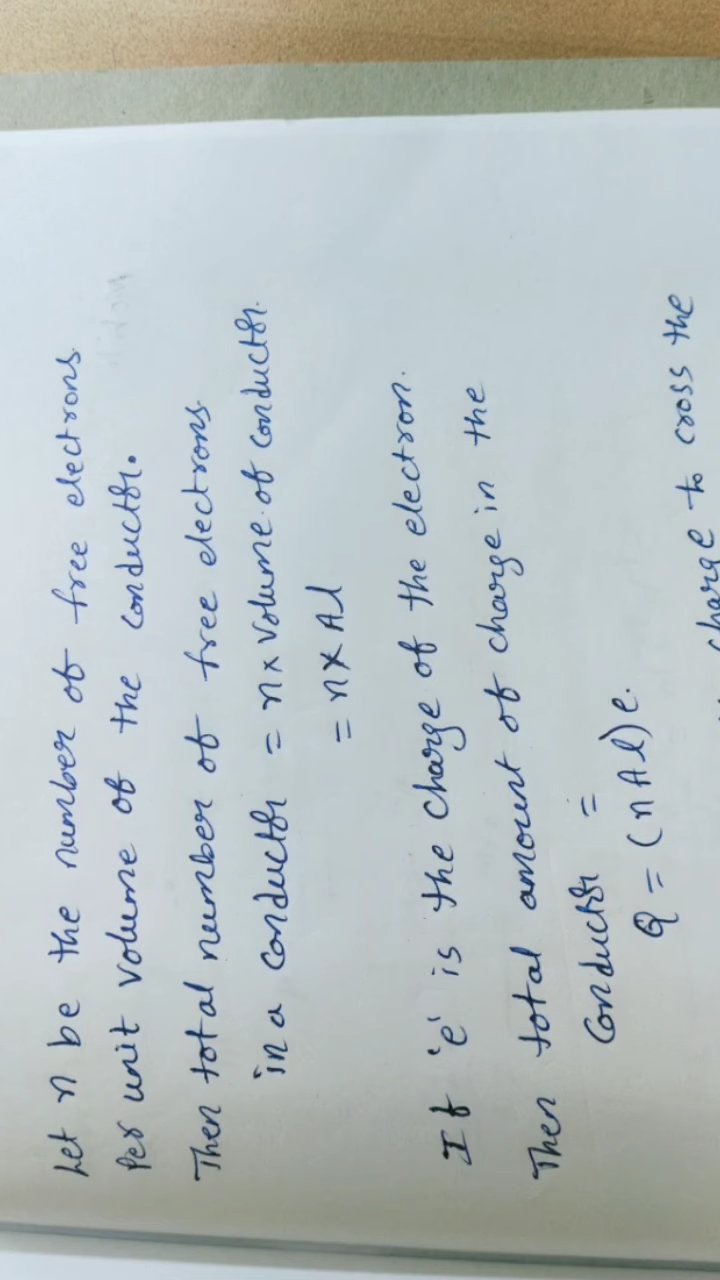 Let n be the number of free electrons
Per unit volume of the conductor.
Then total number of free electrons
in a conductor = n x volume of conductor.
= n x Al
If 'e' is the charge of the electron.
Then total amount of charge in the
Conductor =
Q = (nAl)e.
charge to cross the